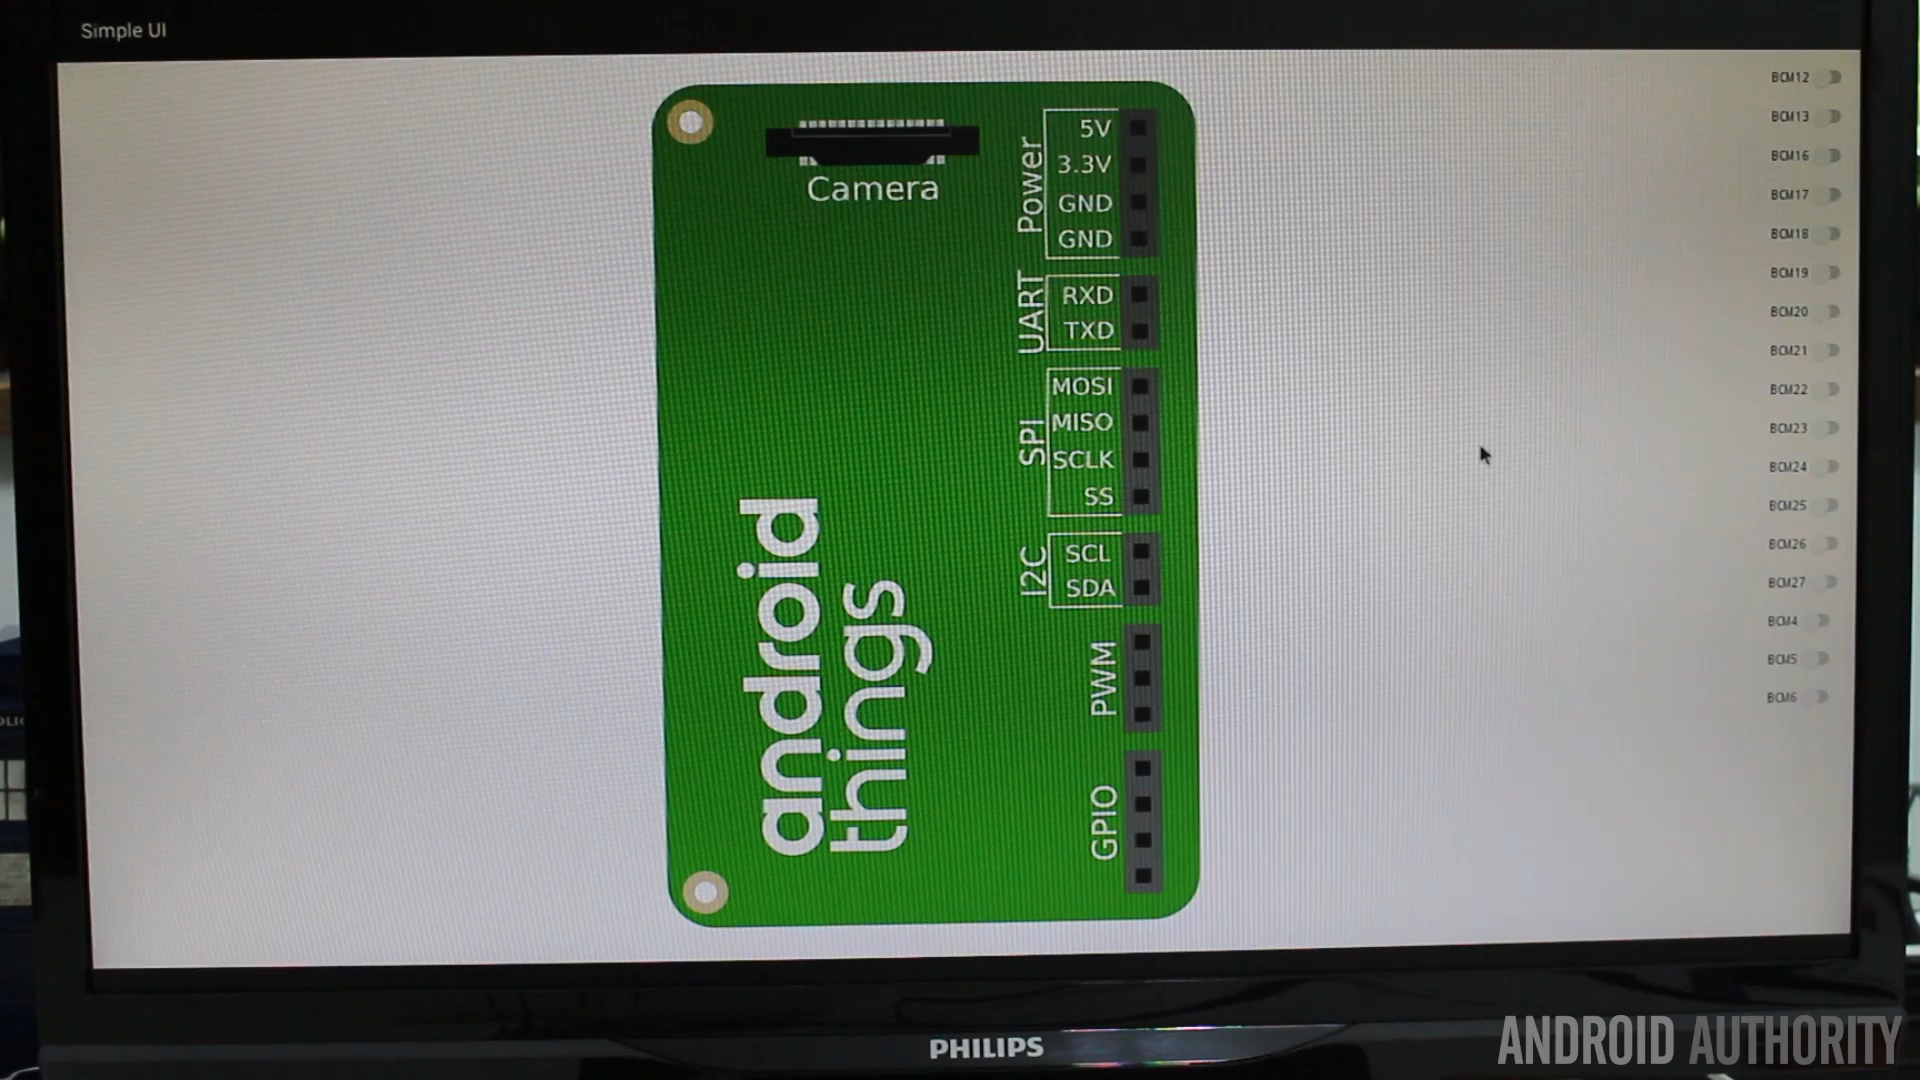 Simple UI
Camera
Power
5V
3.3V
GND
GND
UART
RXD
TXD
SPI
MOSI
MISO
SCLK
SS
I2C
SCL
SDA
PWM
GPIO
android
things
BCM12
BCM13
BCM16
BCM17
BCM18
BCM19
BCM20
BCM21
BCM22
BCM23
BCM24
BCM25
BCM26
BCM27
BCM4
BCM5
BCM6
PHILIPS
ANDROID AUTHORITY